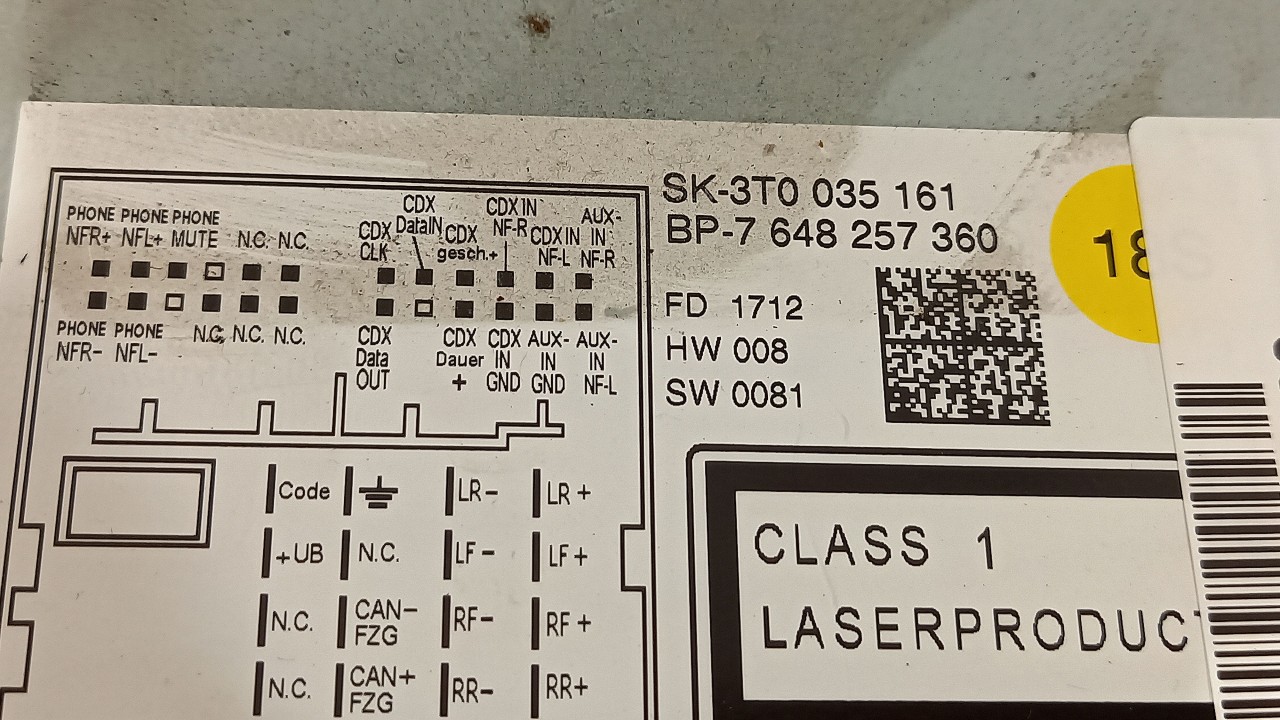 SK-3T0 035 161
BP-7 648 257 360
FD 1712
HW 008
SW 0081
18
CLASS 1
PHONE NFR+
PHONE NFL+
PHONE MUTE
N.C.
N.C.
CDX CLK
CDX DataIN
CDX gesch.+
CDX IN NF-R
CDX IN NF-L
AUX-IN NF-R
PHONE NFR-
PHONE NFL-
N.C.
N.C.
N.C.
CDX Data OUT
CDX Dauer +
CDX IN GND
AUX-IN GND
AUX-IN NF-L
Code
LR-
LR+
+UB
N.C.
LF-
LF+
N.C.
CAN-FZG
RF-
RF+
N.C.
CAN+FZG
RR-
RR+